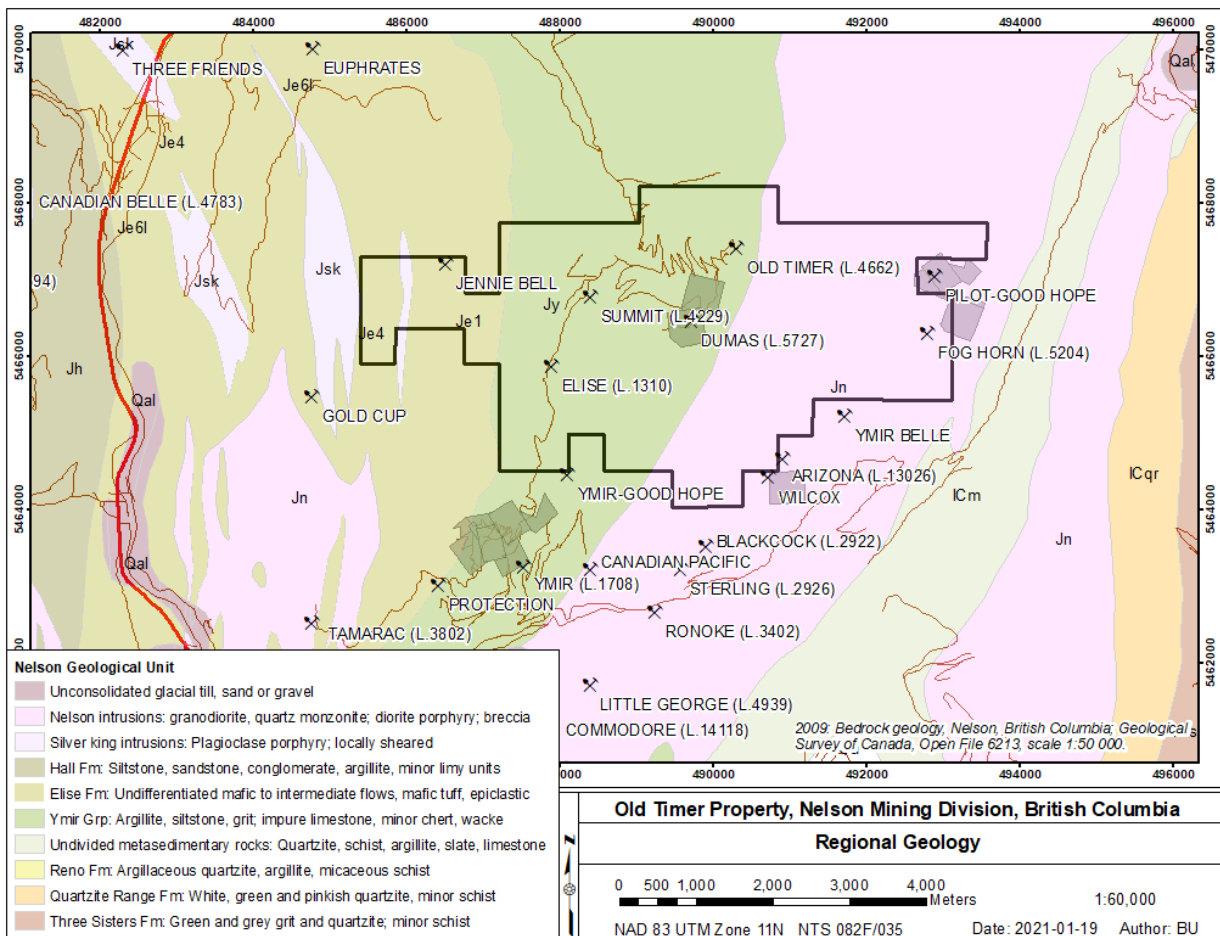 482000 484000 486000 488000 490000 492000 494000 496000
5470000 5470000
Jsk
THREE FRIENDS
EUPHRATES
Qal
Je6l
Je4
5468000 5468000
CANADIAN BELLE (L.4783)
Je6l
94)
Jsk
Jsk
JENNIE BELL
OLD TIMER (L.4662)
PILOT-GOOD HOPE
Jy
SUMMIT (L.4229)
Je4
Je1
DUMAS (L.5727)
FOG HORN (L.5204)
5466000 5466000
Jh
ELISE (L.1310)
Jn
Qal
GOLD CUP
YMIR BELLE
Jn
YMIR-GOOD HOPE
ARIZONA (L.13026)
WILCOX
ICm
ICqr
5464000 5464000
Qal
BLACKCOCK (L.2922)
Jn
CANADIAN PACIFIC
YMIR (L.1708)
STERLING (L.2926)
PROTECTION
TAMARAC (L.3802)
RONOKE (L.3402)
5462000
LITTLE GEORGE (L.4939)
COMMODORE (L.14118)
2009: Bedrock geology, Nelson, British Columbia; Geological
Survey of Canada, Open File 6213, scale 1:50 000.
Nelson Geological Unit
Unconsolidated glacial till, sand or gravel
Nelson intrusions: granodiorite, quartz monzonite; diorite porphyry; breccia
Silver king intrusions: Plagioclase porphyry; locally sheared
Hall Fm: Siltstone, sandstone, conglomerate, argillite, minor limy units
Elise Fm: Undifferentiated mafic to intermediate flows, mafic tuff, epiclastic
Ymir Grp: Argillite, siltstone, grit; impure limestone, minor chert, wacke
Undivided metasedimentary rocks: Quartzite, schist, argillite, slate, limestone
Reno Fm: Argillaceous quartzite, argillite, micaceous schist
Quartzite Range Fm: White, green and pinkish quartzite, minor schist
Three Sisters Fm: Green and grey grit and quartzite; minor schist
488000 490000 492000 494000 496000
N
Old Timer Property, Nelson Mining Division, British Columbia
Regional Geology
0 500 1,000 2,000 3,000 4,000
Meters
1:60,000
NAD 83 UTM Zone 11N NTS 082F/035 Date: 2021-01-19 Author: BU